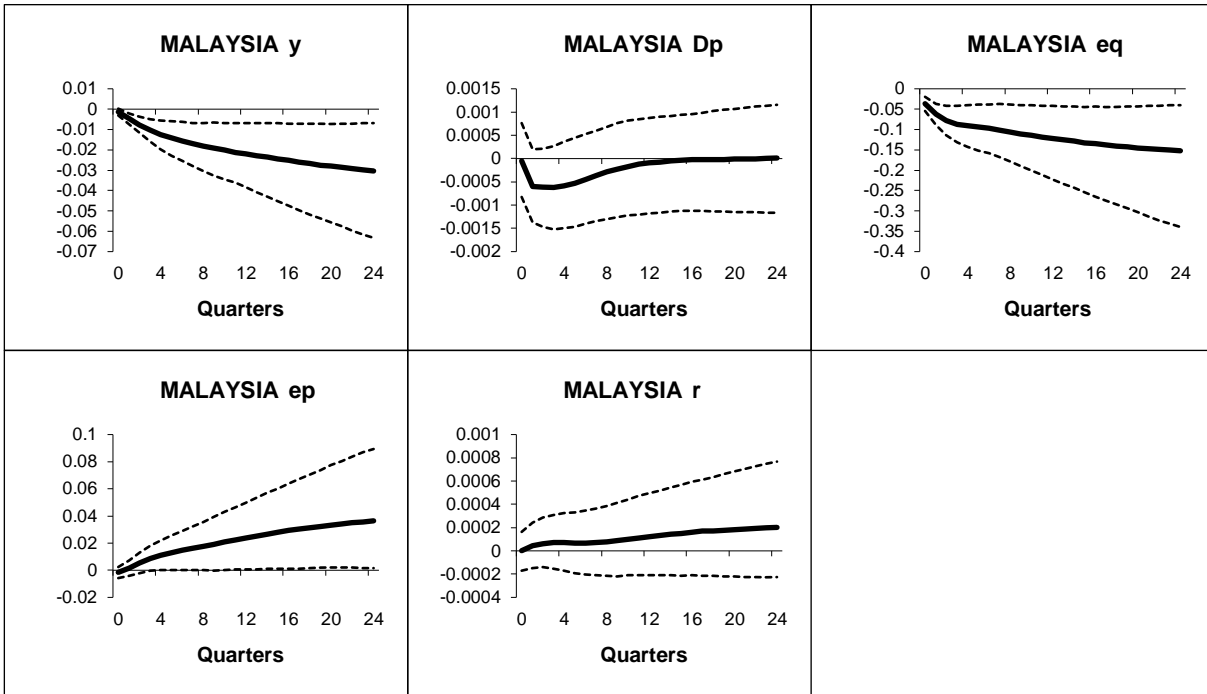 MALAYSIA y
0.01
0
-0.01
-0.02
-0.03
-0.04
-0.05
-0.06
-0.07
0 4 8 12 16 20 24
Quarters
MALAYSIA Dp
0.0015
0.001
0.0005
0
-0.0005
-0.001
-0.0015
-0.002
0 4 8 12 16 20 24
Quarters
MALAYSIA eq
0
-0.05
-0.1
-0.15
-0.2
-0.25
-0.3
-0.35
-0.4
0 4 8 12 16 20 24
Quarters
MALAYSIA ep
0.1
0.08
0.06
0.04
0.02
0
-0.02
0 4 8 12 16 20 24
Quarters
MALAYSIA r
0.001
0.0008
0.0006
0.0004
0.0002
0
-0.0002
-0.0004
0 4 8 12 16 20 24
Quarters